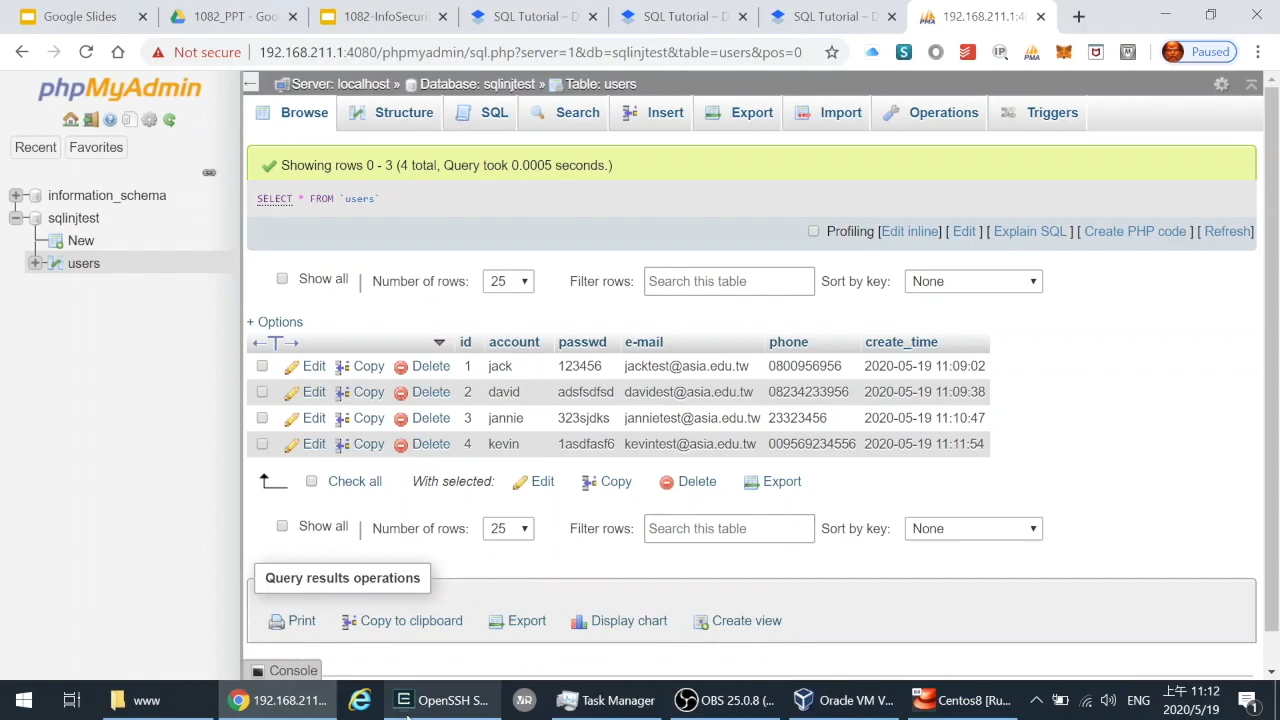 Google Slides
1082_PPT - Goo
1082-InfoSecuri
SQL Tutorial – D
SQL Tutorial – D
SQL Tutorial – D
192.168.211.1:4
Not secure
192.168.211.1:4080/phpmyadmin/sql.php?server=1&db=sqlinjtest&table=users&pos=0
Paused
phpMyAdmin
Recent
Favorites
information_schema
sqlinjtest
New
users
Server: localhost » Database: sqlinjtest » Table: users
Browse Structure SQL Search Insert Export Import Operations Triggers
Showing rows 0 - 3 (4 total, Query took 0.0005 seconds.)
SELECT * FROM `users`
Profiling [Edit inline] [ Edit ] [ Explain SQL ] [ Create PHP code ] [ Refresh]
Show all Number of rows: 25 Filter rows: Search this table Sort by key: None
+ Options
id account passwd e-mail phone create_time
Edit Copy Delete 1 jack 123456 jacktest@asia.edu.tw 0800956956 2020-05-19 11:09:02
Edit Copy Delete 2 david adsfsdfsd davidest@asia.edu.tw 08234233956 2020-05-19 11:09:38
Edit Copy Delete 3 jannie 323sjdks jannietest@asia.edu.tw 23323456 2020-05-19 11:10:47
Edit Copy Delete 4 kevin 1asdfasf6 kevintest@asia.edu.tw 009569234556 2020-05-19 11:11:54
Check all With selected: Edit Copy Delete Export
Show all Number of rows: 25 Filter rows: Search this table Sort by key: None
Query results operations
Print Copy to clipboard Export Display chart Create view
Console
www
192.168.211...
OpenSSH S...
Task Manager
OBS 25.0.8 (...
Oracle VM V...
Centos8 [Ru...
ENG
上午 11:12
2020/5/19